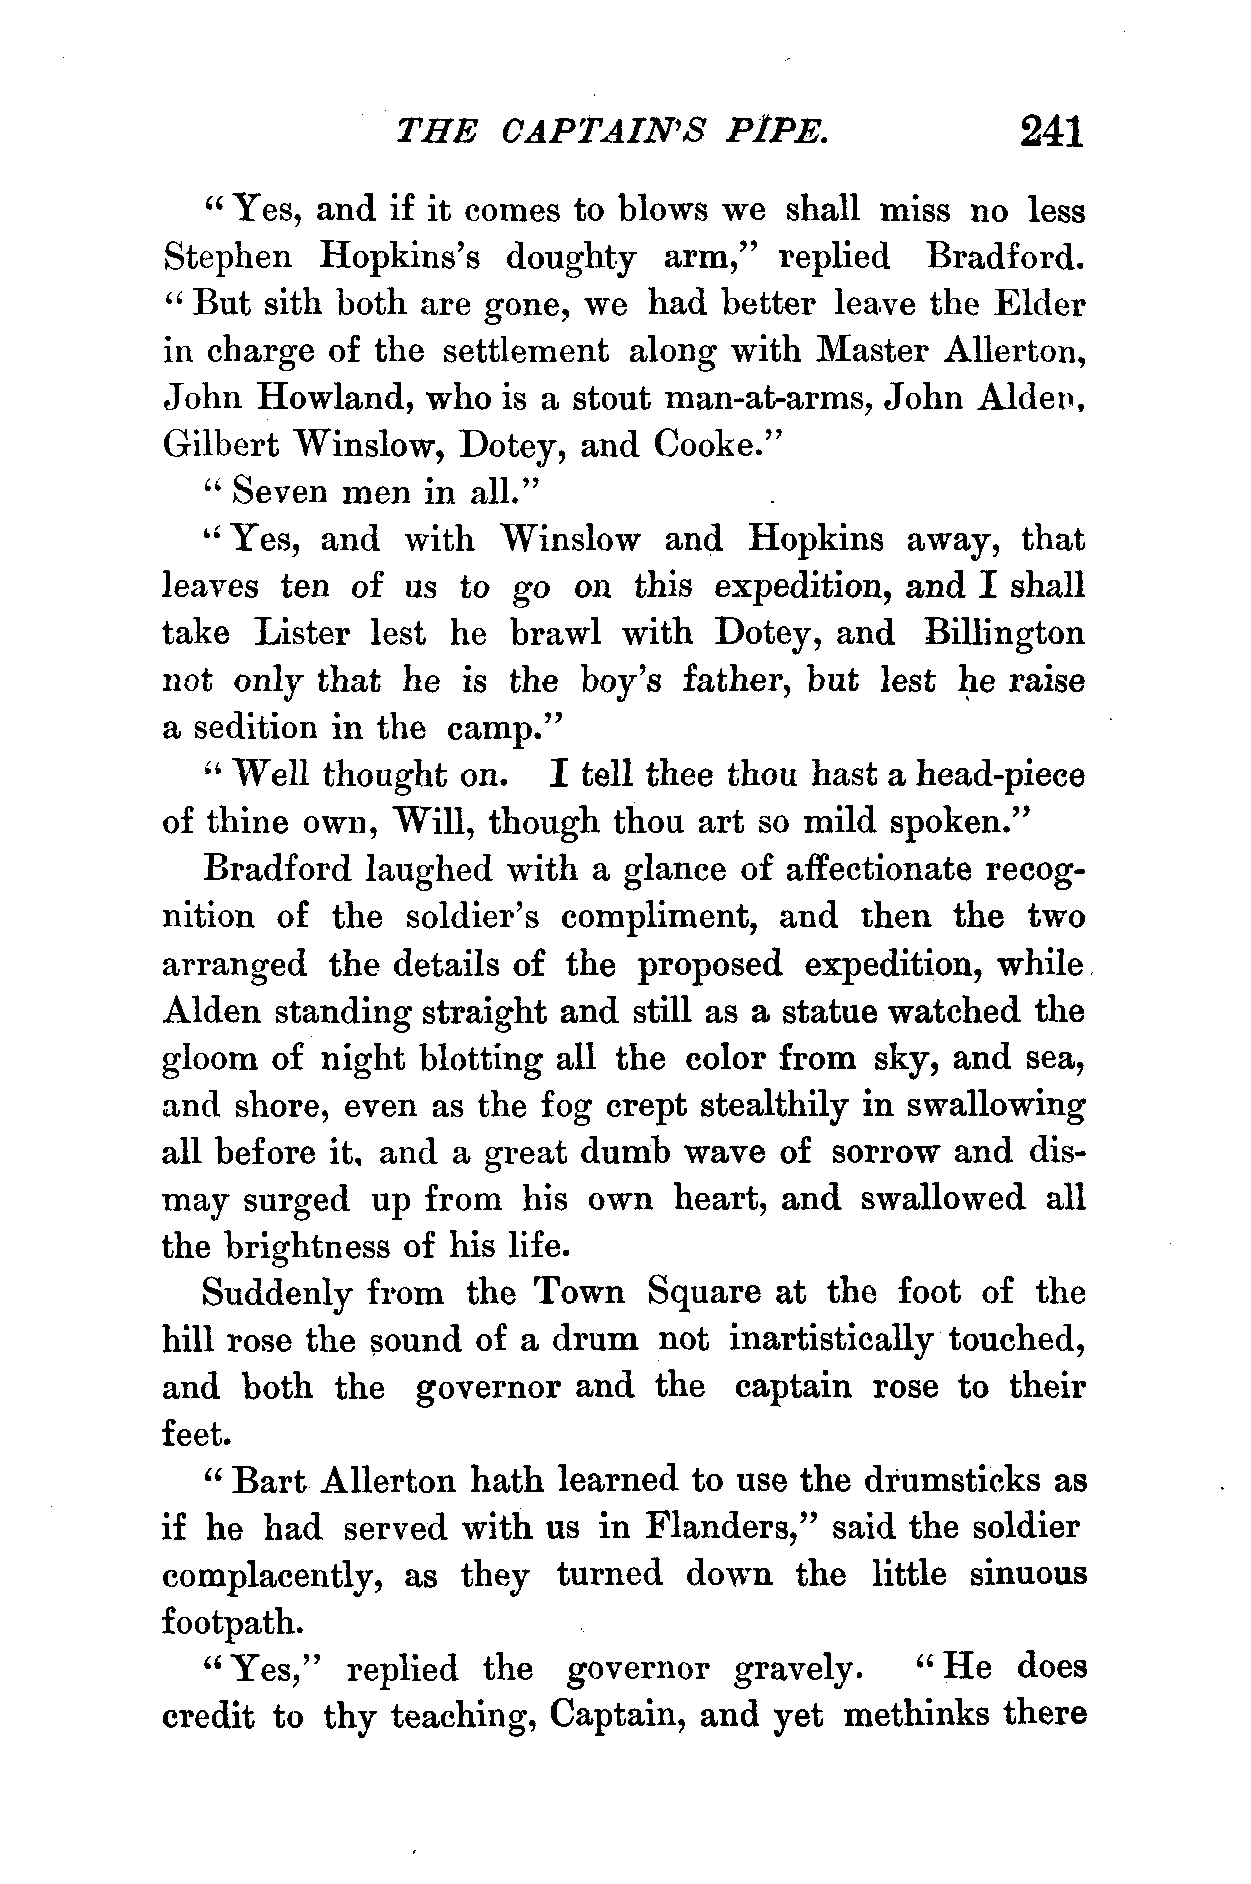 THE CAPTAIN'S PIPE. 241
" Yes, and if it comes to blows we shall miss no less
Stephen Hopkins's doughty arm," replied Bradford.
" But sith both are gone, we had better leave the Elder
in charge of the settlement along with Master Allerton,
John Howland, who is a stout man-at-arms, John Alden,
Gilbert Winslow, Dotey, and Cooke."
" Seven men in all."
" Yes, and with Winslow and Hopkins away, that
leaves ten of us to go on this expedition, and I shall
take Lister lest he brawl with Dotey, and Billington
not only that he is the boy's father, but lest he raise
a sedition in the camp."
" Well thought on. I tell thee thou hast a head-piece
of thine own, Will, though thou art so mild spoken."
Bradford laughed with a glance of affectionate recog-
nition of the soldier's compliment, and then the two
arranged the details of the proposed expedition, while
Alden standing straight and still as a statue watched the
gloom of night blotting all the color from sky, and sea,
and shore, even as the fog crept stealthily in swallowing
all before it, and a great dumb wave of sorrow and dis-
may surged up from his own heart, and swallowed all
the brightness of his life.
Suddenly from the Town Square at the foot of the
hill rose the sound of a drum not inartistically touched,
and both the governor and the captain rose to their
feet.
" Bart Allerton hath learned to use the drumsticks as
if he had served with us in Flanders," said the soldier
complacently, as they turned down the little sinuous
footpath.
" Yes," replied the governor gravely. " He does
credit to thy teaching, Captain, and yet methinks there